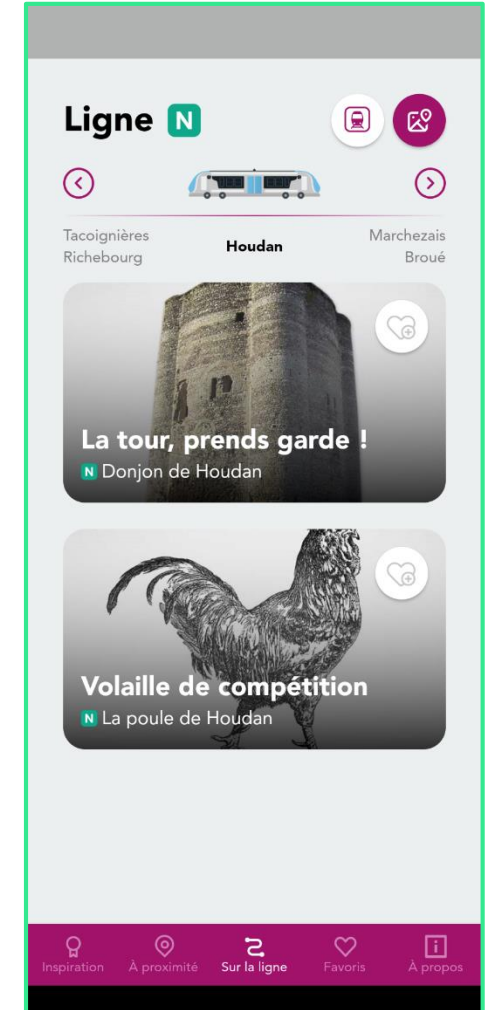 Ligne N
Tacoignières
Richebourg
Houdan
Marchezais
Broué
La tour, prends garde !
N Donjon de Houdan
Volaille de compétition
N La poule de Houdan
Inspiration
À proximité
Sur la ligne
Favoris
À propos